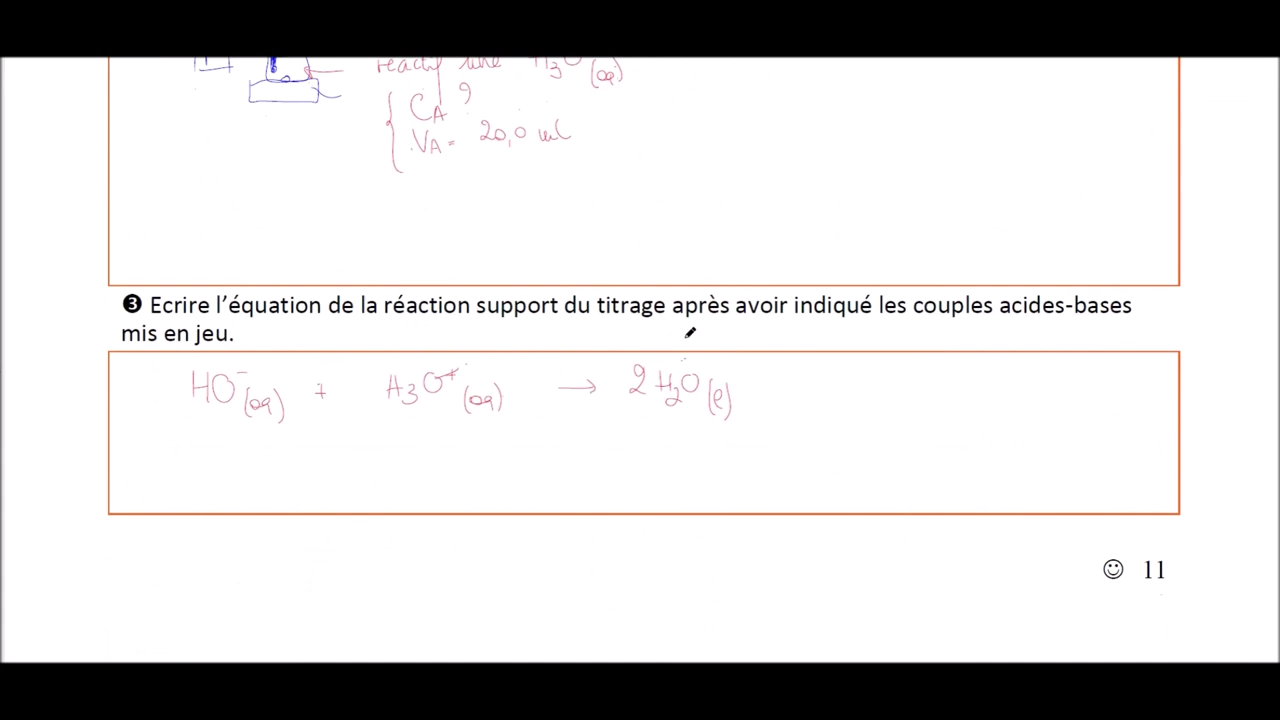 réactif titré H3O (aq)
CA ?
VA = 20,0 mL
❸ Ecrire l’équation de la réaction support du titrage après avoir indiqué les couples acides-bases
mis en jeu.
HO⁻(aq) + H3O⁺(aq) → 2 H2O(l)
☺ 11